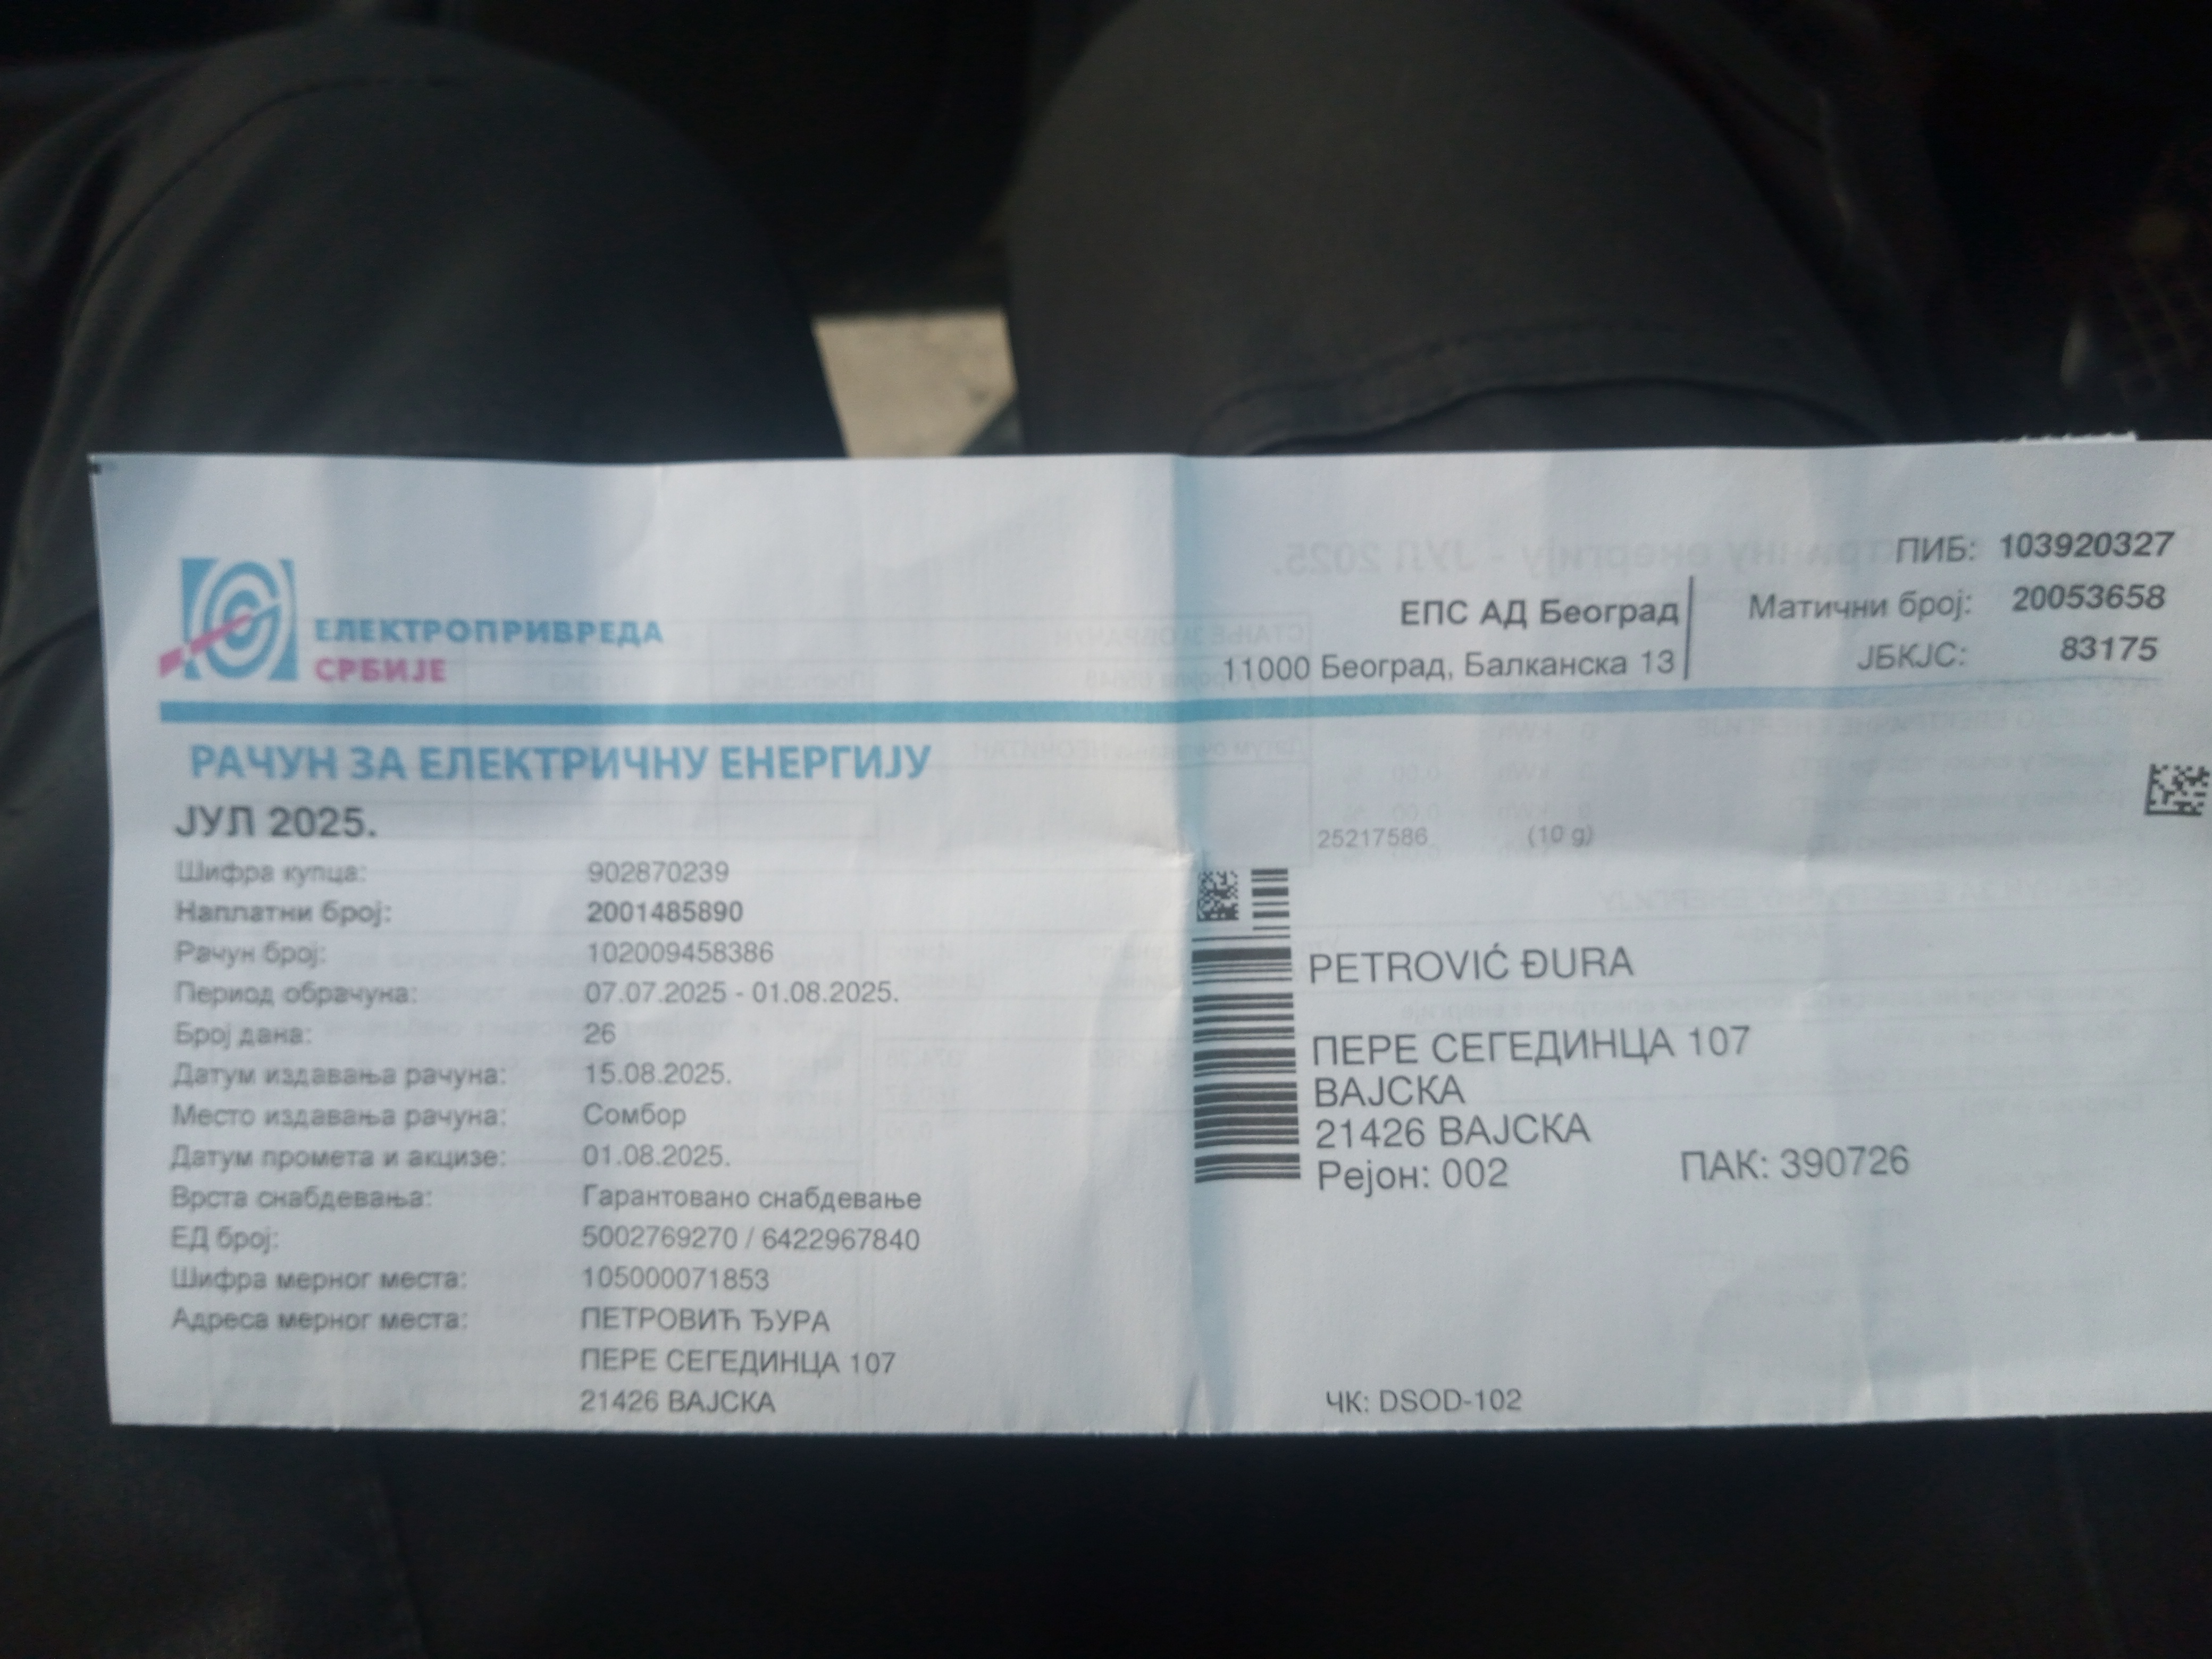 ЕЛЕКТРОПРИВРЕДА
СРБИЈЕ
ЕПС АД Београд
11000 Београд, Балканска 13
ПИБ: 103920327
Матични број: 20053658
ЈБКЈС: 83175
РАЧУН ЗА ЕЛЕКТРИЧНУ ЕНЕРГИЈУ
ЈУЛ 2025.
Шифра купца: 902870239
Наплатни број: 2001485890
Рачун број: 102009458386
Период обрачуна: 07.07.2025 - 01.08.2025.
Број дана: 26
Датум издавања рачуна: 15.08.2025.
Место издавања рачуна: Сомбор
Датум промета и акцизе: 01.08.2025.
Врста снабдевања: Гарантовано снабдевање
ЕД број: 5002769270 / 6422967840
Шифра мерног места: 105000071853
Адреса мерног места: ПЕТРОВИЋ ЂУРА
ПЕРЕ СЕГЕДИНЦА 107
21426 ВАЈСКА
25217586 (10 g)
PETROVIĆ ĐURA
ПЕРЕ СЕГЕДИНЦА 107
ВАЈСКА
21426 ВАЈСКА
Рејон: 002 ПАК: 390726
ЧК: DSOD-102